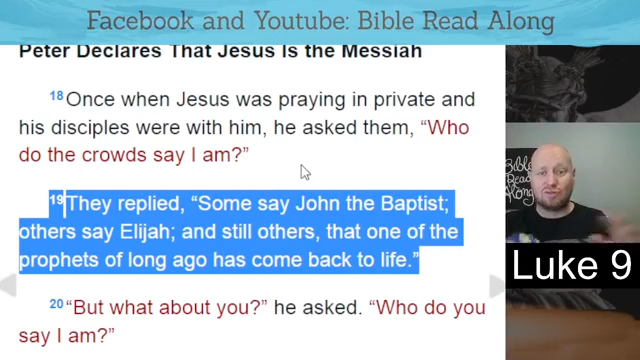 Facebook and Youtube: Bible Read Along
Peter Declares That Jesus Is the Messiah
18 Once when Jesus was praying in private and
his disciples were with him, he asked them, “Who
do the crowds say I am?”
19 They replied, “Some say John the Baptist;
others say Elijah; and still others, that one of the
prophets of long ago has come back to life.”
20 “But what about you?” he asked. “Who do you
say I am?”
Bible
Read
Along
Luke 9